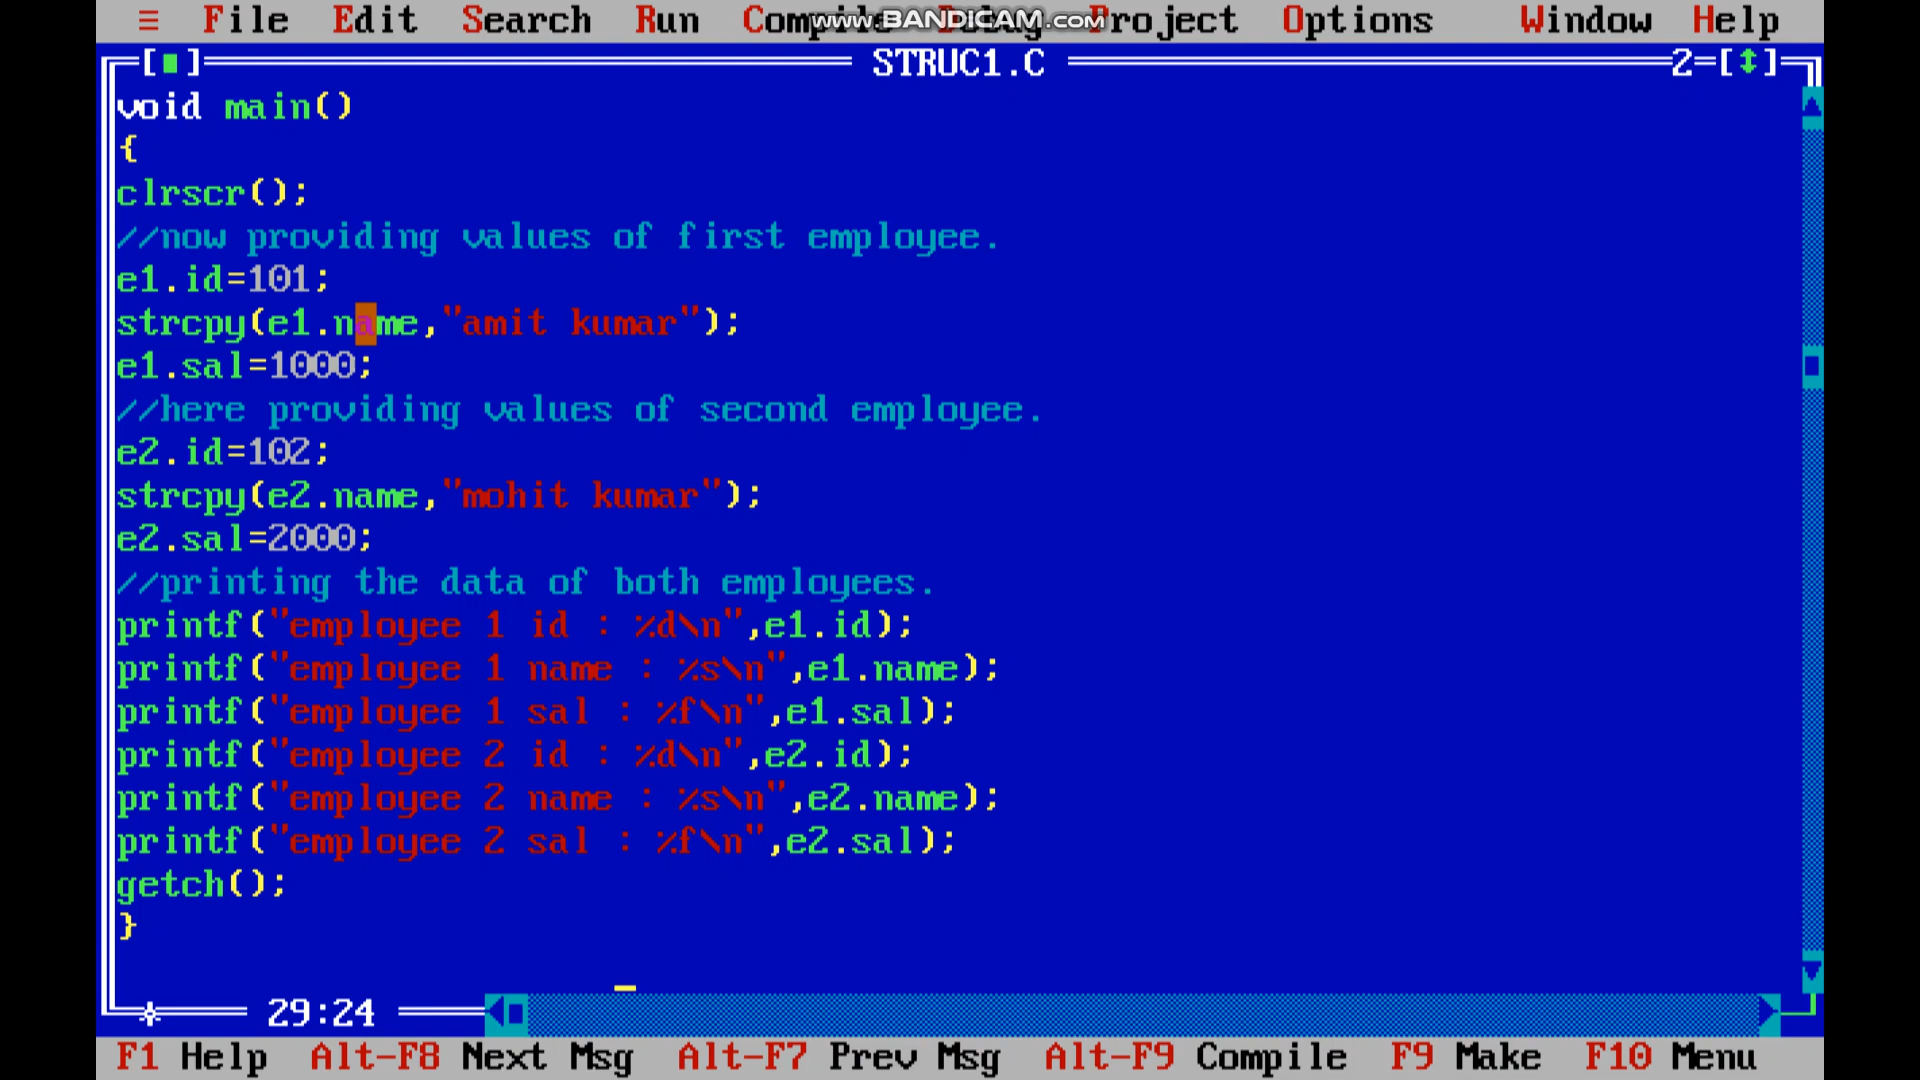 ≡ File Edit Search Run Compile Debug Project Options Window Help
www.BANDICAM.com
[■] STRUC1.C 2=[↕]
void main()
{
clrscr();
//now providing values of first employee.
e1.id=101;
strcpy(e1.name,"amit kumar");
e1.sal=1000;
//here providing values of second employee.
e2.id=102;
strcpy(e2.name,"mohit kumar");
e2.sal=2000;
//printing the data of both employees.
printf("employee 1 id : %d\n",e1.id);
printf("employee 1 name : %s\n",e1.name);
printf("employee 1 sal : %f\n",e1.sal);
printf("employee 2 id : %d\n",e2.id);
printf("employee 2 name : %s\n",e2.name);
printf("employee 2 sal : %f\n",e2.sal);
getch();
}
29:24
F1 Help Alt-F8 Next Msg Alt-F7 Prev Msg Alt-F9 Compile F9 Make F10 Menu